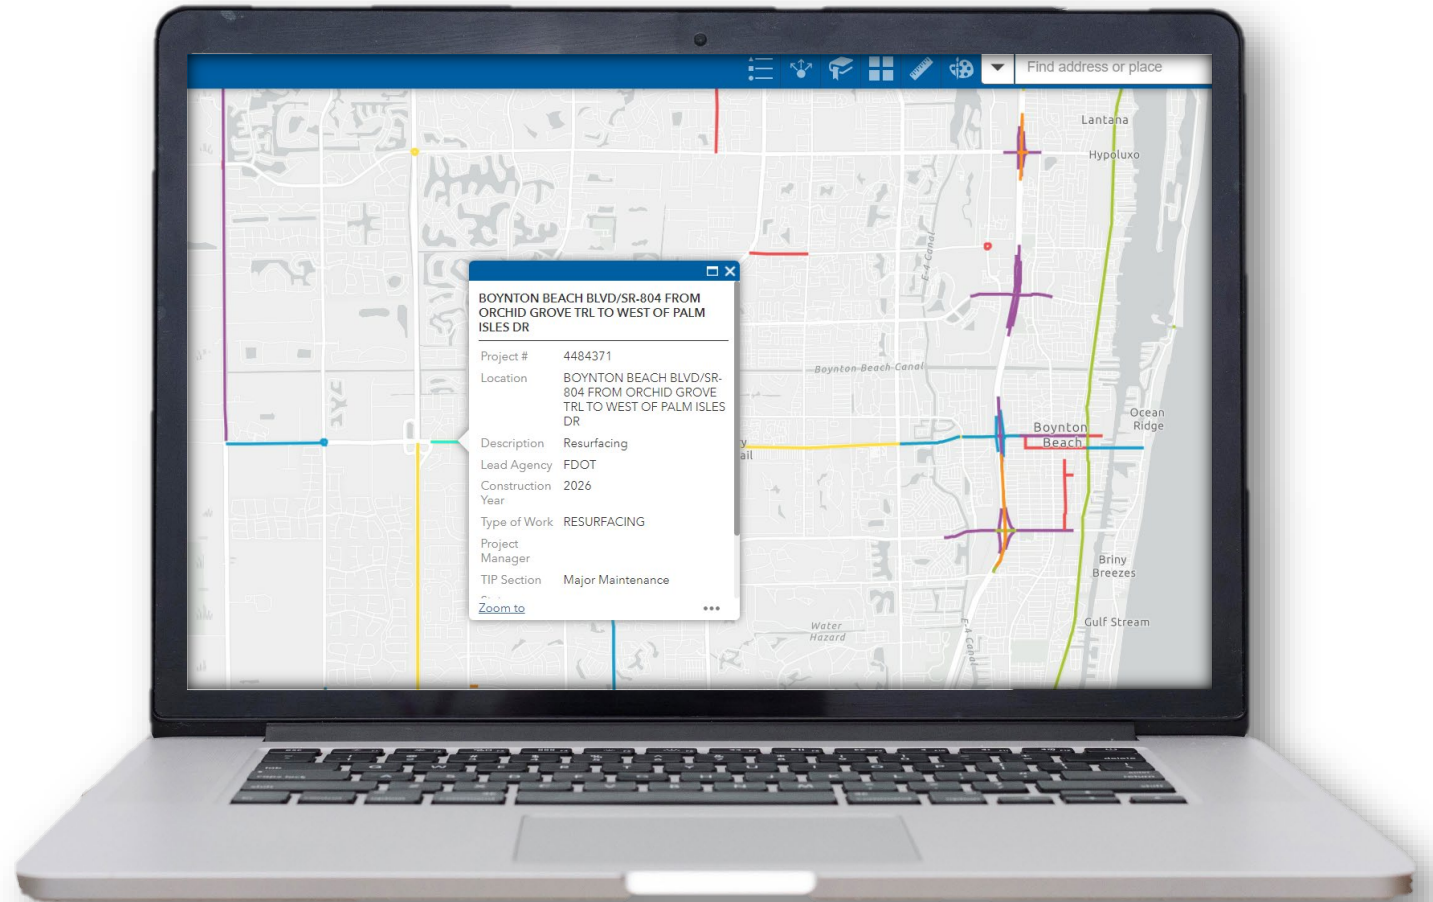 Find address or place
Lantana
Hypoluxo
E-4 Canal
BOYNTON BEACH BLVD/SR-804 FROM
ORCHID GROVE TRL TO WEST OF PALM
ISLES DR
Project # 4484371
Location BOYNTON BEACH BLVD/SR-
804 FROM ORCHID GROVE
TRL TO WEST OF PALM ISLES
DR
Description Resurfacing
Lead Agency FDOT
Construction 2026
Year
Type of Work RESURFACING
Project
Manager
TIP Section Major Maintenance
Zoom to
Boynton Beach Canal
Ocean
Ridge
Boynton
Beach
ail
Briny
Breezes
Gulf Stream
Water
Hazard
E-4 Canal